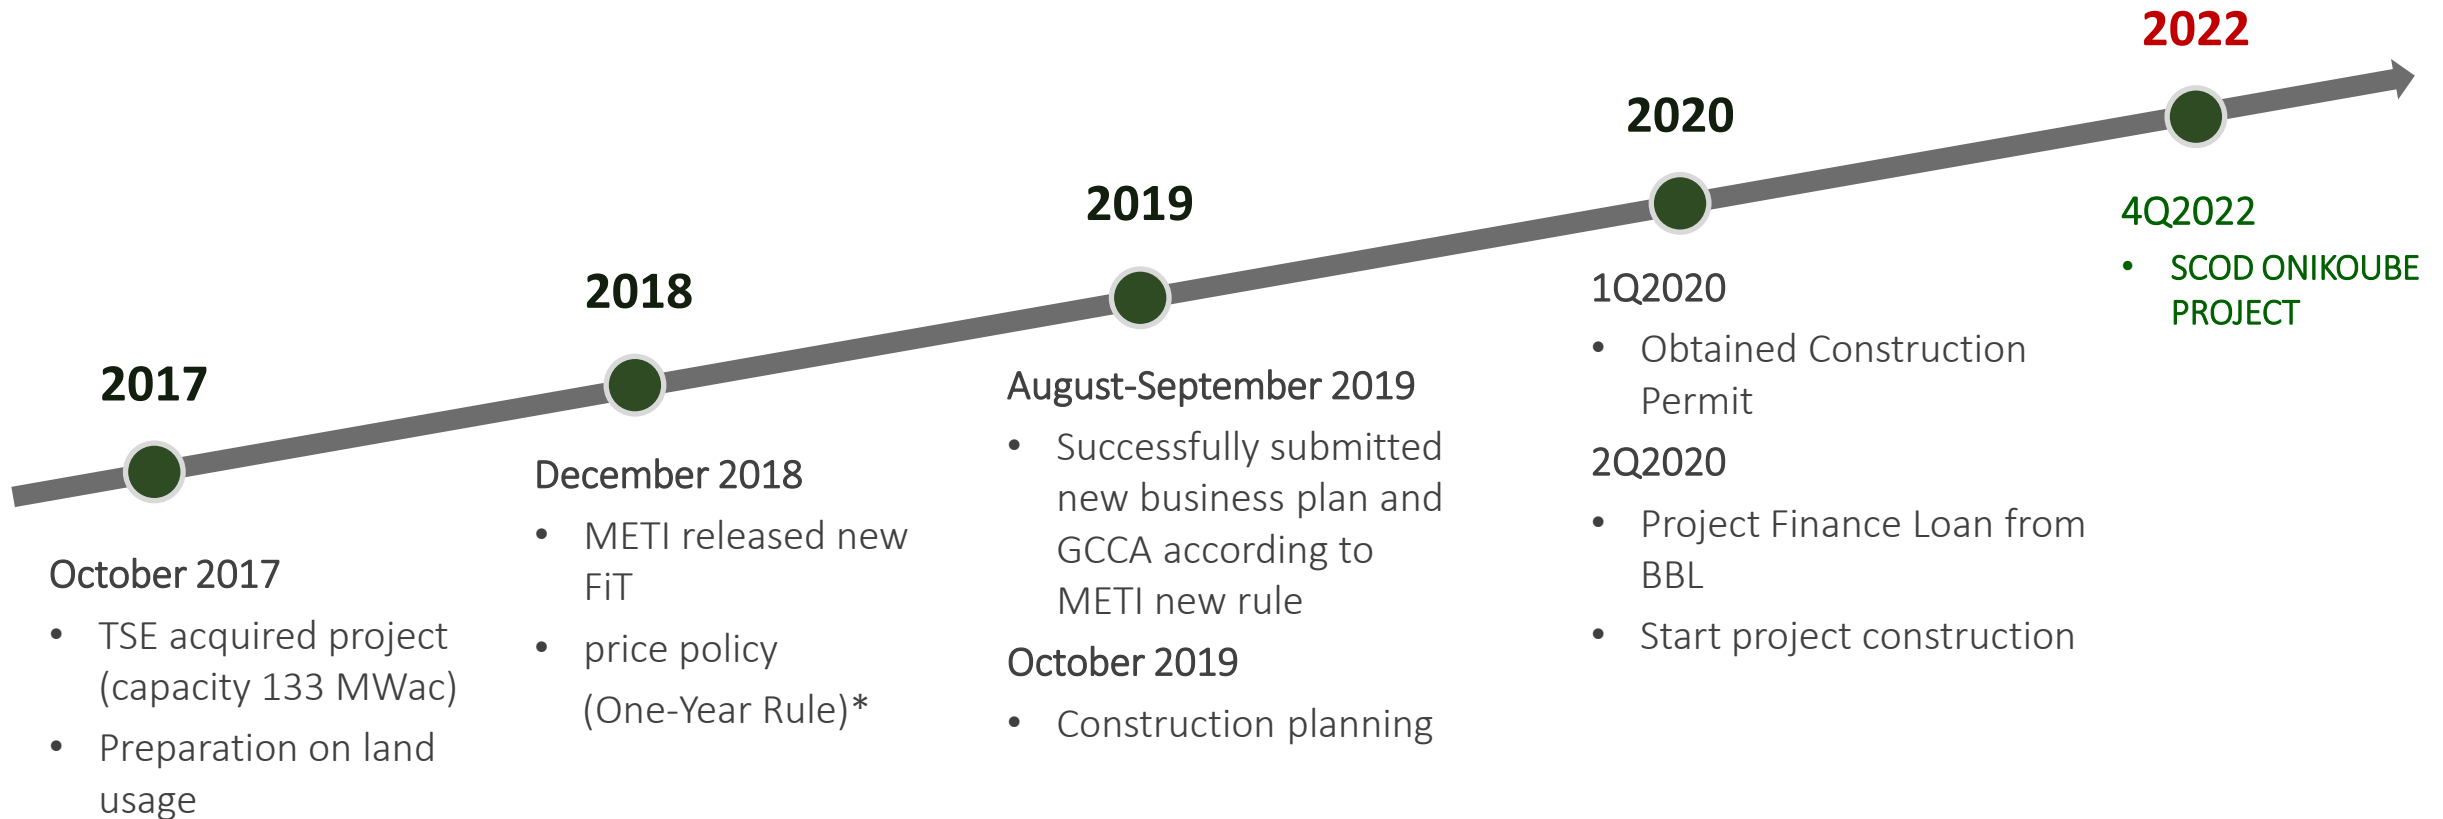 2017
October 2017
• TSE acquired project
(capacity 133 MWac)
• Preparation on land
usage
2018
December 2018
• METI released new
FiT
• price policy
(One-Year Rule)*
2019
August-September 2019
• Successfully submitted
new business plan and
GCCA according to
METI new rule
October 2019
• Construction planning
2020
1Q2020
• Obtained Construction
Permit
2Q2020
• Project Finance Loan from
BBL
• Start project construction
2022
4Q2022
• SCOD ONIKOUBE
PROJECT